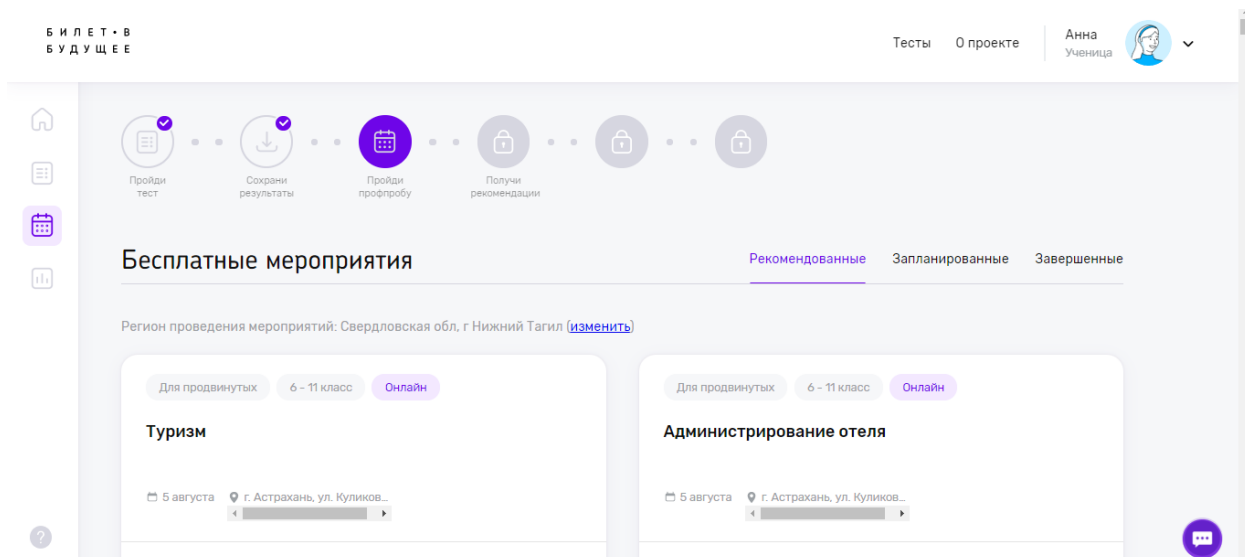 БИЛЕТ•В
БУДУЩЕЕ
Тесты О проекте
Анна
Ученица
Пройди
тест
Сохрани
результаты
Пройди
профпробу
Получи
рекомендации
Бесплатные мероприятия
Рекомендованные Запланированные Завершенные
Регион проведения мероприятий: Свердловская обл, г Нижний Тагил (изменить)
Для продвинутых 6 - 11 класс Онлайн
Туризм
5 августа г. Астрахань, ул. Куликов...
Для продвинутых 6 - 11 класс Онлайн
Администрирование отеля
5 августа г. Астрахань, ул. Куликов...
?